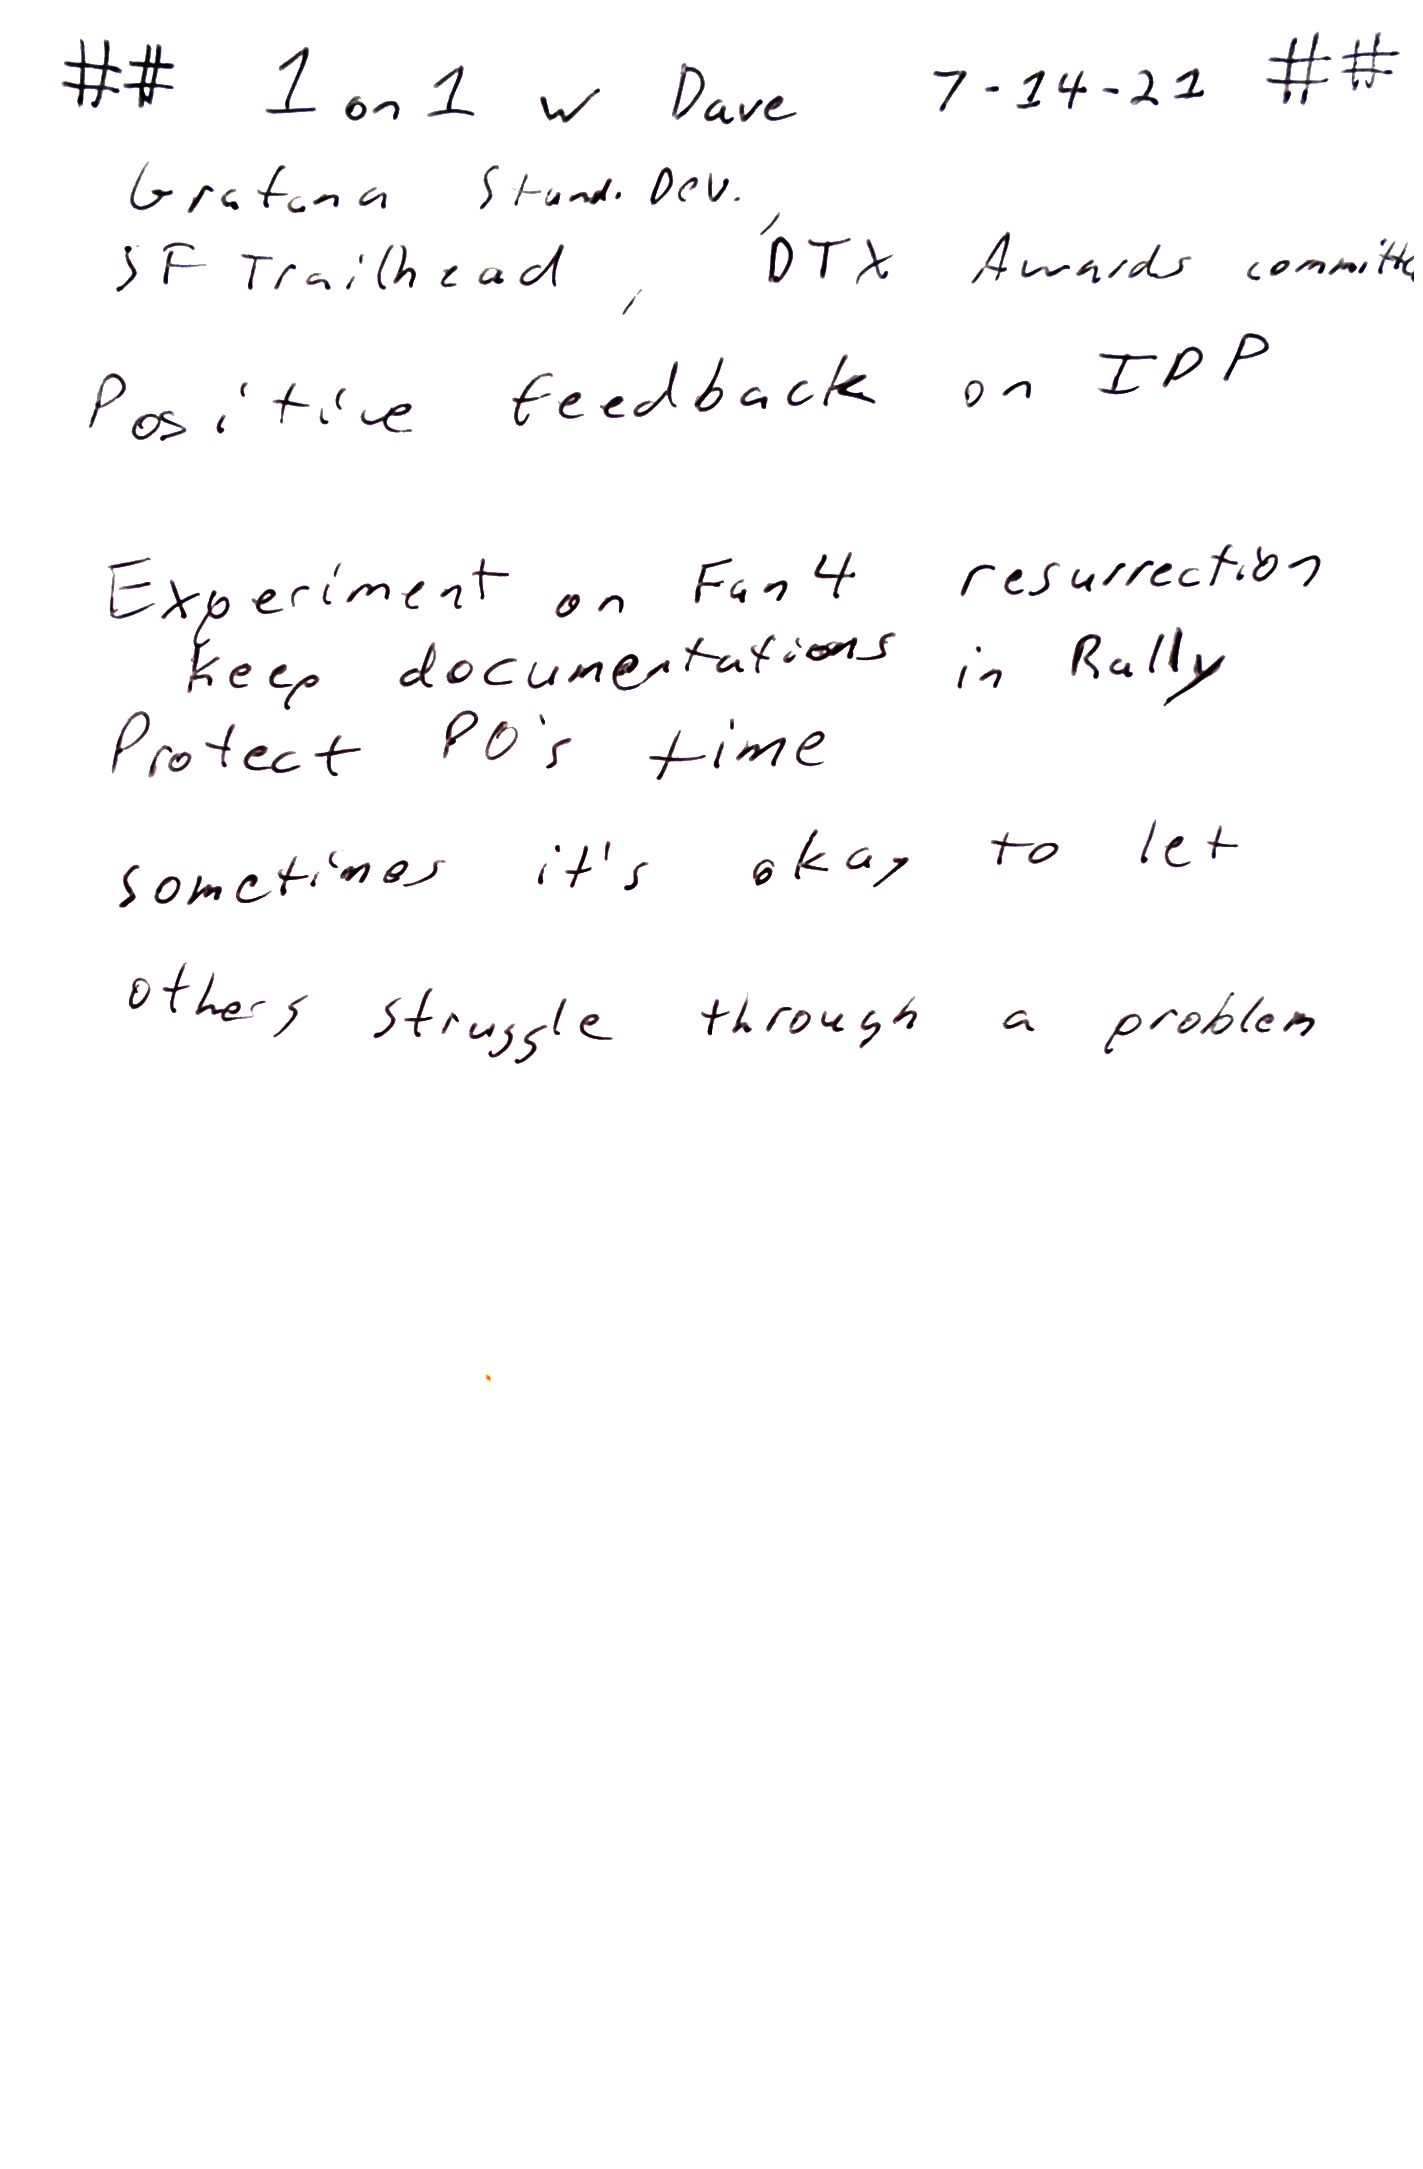 ## 1 on 1 w Dave 7-14-21 ##
Grafana Stand. Dev.,
SF Trailhead, DTX Awards committe
Positive feedback on IDP
Experiment on Fan4 resurrection
keep documentations in Rally
Protect PO's time
sometimes it's okay to let
others struggle through a problem